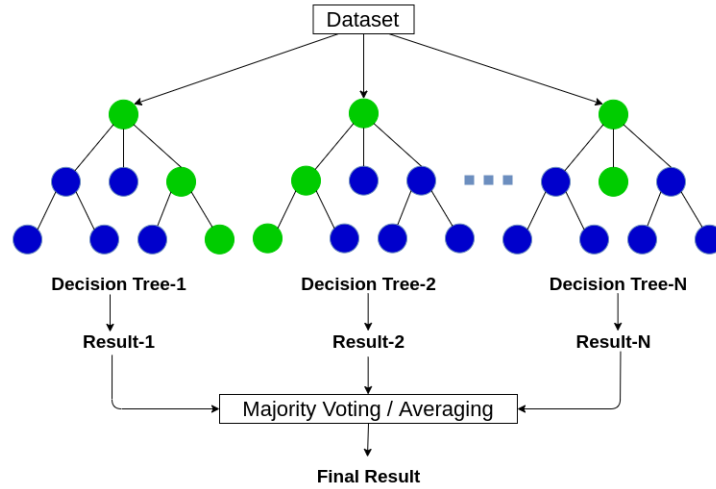 Dataset
Decision Tree-1
Decision Tree-2
Decision Tree-N
Result-1
Result-2
Result-N
Majority Voting / Averaging
Final Result